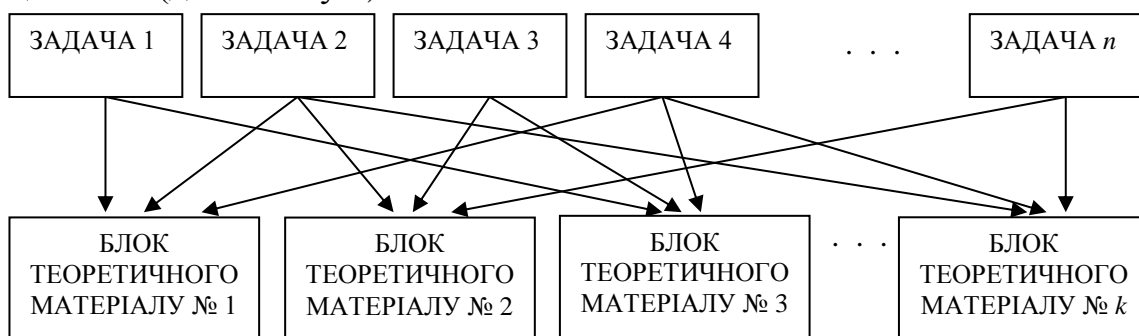 ЗАДАЧА 1 ЗАДАЧА 2 ЗАДАЧА 3 ЗАДАЧА 4 . . . ЗАДАЧА n
БЛОК ТЕОРЕТИЧНОГО МАТЕРІАЛУ № 1
БЛОК ТЕОРЕТИЧНОГО МАТЕРІАЛУ № 2
БЛОК ТЕОРЕТИЧНОГО МАТЕРІАЛУ № 3
. . .
БЛОК ТЕОРЕТИЧНОГО МАТЕРІАЛУ № k